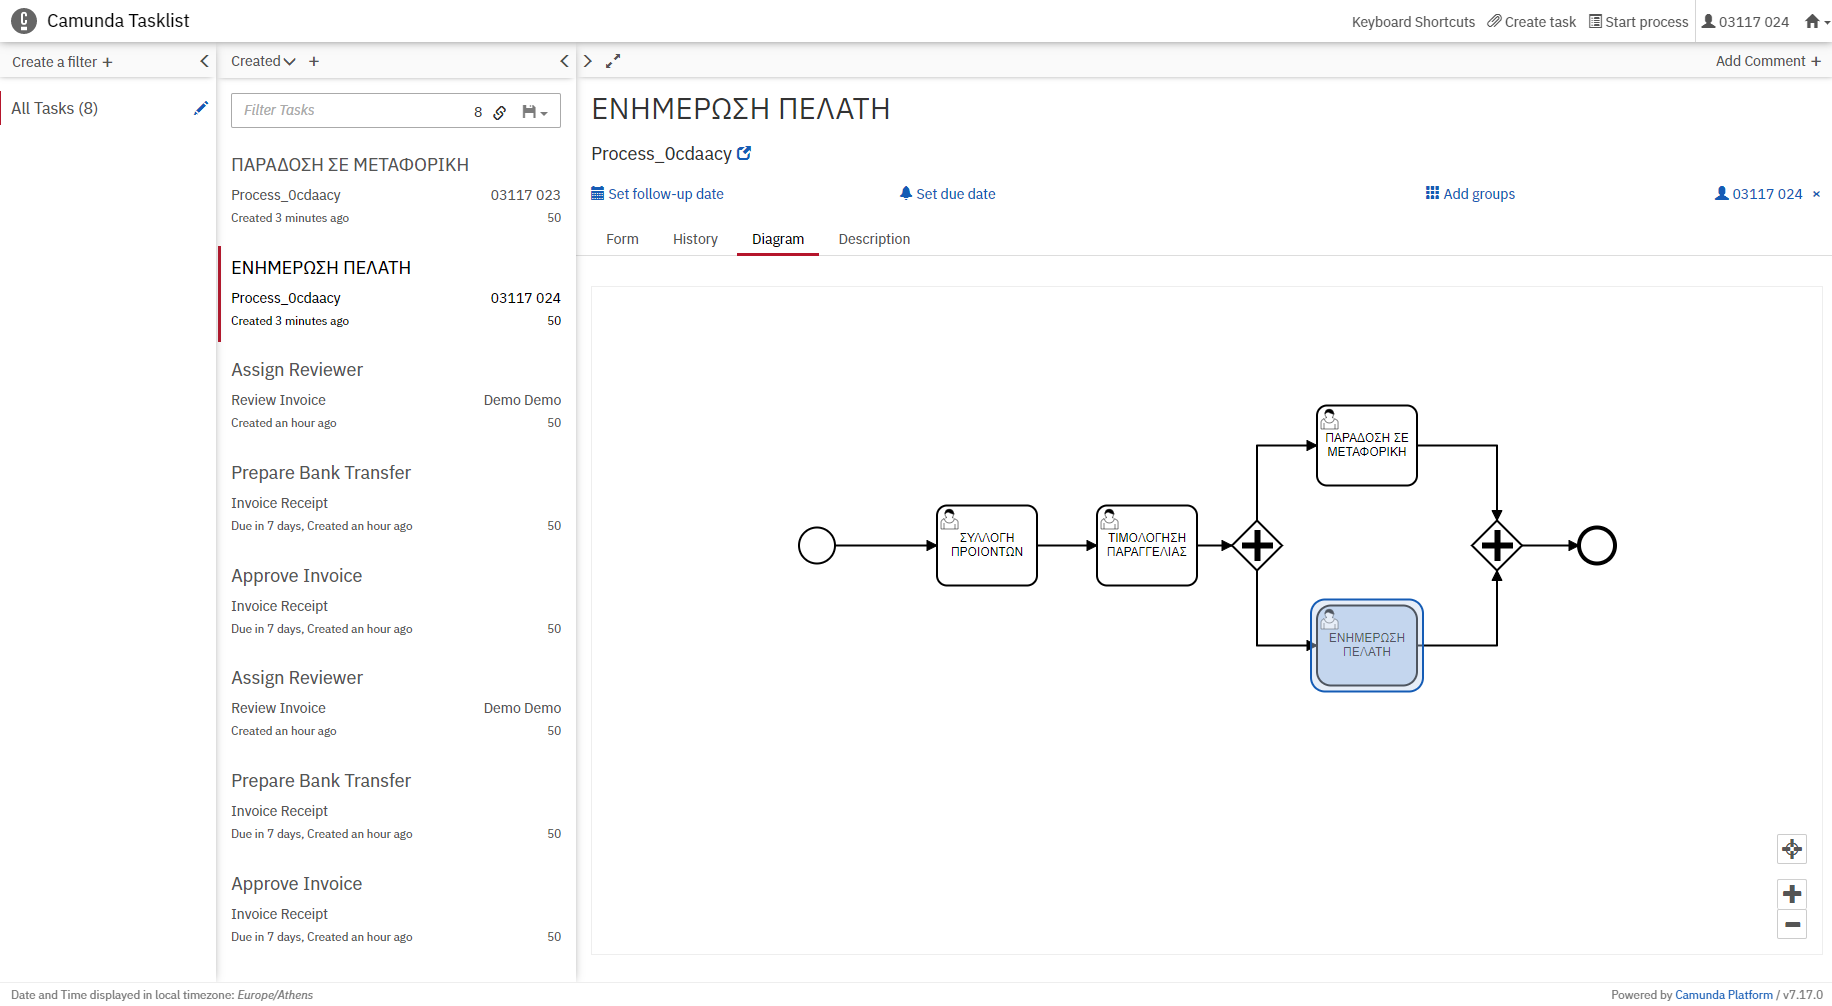 Camunda Tasklist
Keyboard Shortcuts
Create task
Start process
03117 024
Create a filter +
Created
+
Add Comment +
All Tasks (8)
Filter Tasks
8
ΠΑΡΑΔΟΣΗ ΣΕ ΜΕΤΑΦΟΡΙΚΗ
Process_0cdaacy
03117 023
Created 3 minutes ago
50
ΕΝΗΜΕΡΩΣΗ ΠΕΛΑΤΗ
Process_0cdaacy
03117 024
Created 3 minutes ago
50
Assign Reviewer
Review Invoice
Demo Demo
Created an hour ago
50
Prepare Bank Transfer
Invoice Receipt
Due in 7 days, Created an hour ago
50
Approve Invoice
Invoice Receipt
Due in 7 days, Created an hour ago
50
Assign Reviewer
Review Invoice
Demo Demo
Created an hour ago
50
Prepare Bank Transfer
Invoice Receipt
Due in 7 days, Created an hour ago
50
Approve Invoice
Invoice Receipt
Due in 7 days, Created an hour ago
50
ΕΝΗΜΕΡΩΣΗ ΠΕΛΑΤΗ
Process_0cdaacy
Set follow-up date
Set due date
Add groups
03117 024 ×
Form
History
Diagram
Description
ΣΥΛΛΟΓΗ
ΠΡΟΙΟΝΤΩΝ
ΤΙΜΟΛΟΓΗΣΗ
ΠΑΡΑΓΓΕΛΙΑΣ
ΠΑΡΑΔΟΣΗ ΣΕ
ΜΕΤΑΦΟΡΙΚΗ
ΕΝΗΜΕΡΩΣΗ
ΠΕΛΑΤΗ
Date and Time displayed in local timezone: Europe/Athens
Powered by Camunda Platform / v7.17.0